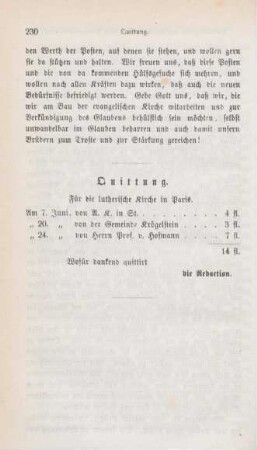 230 Quittung.
den Werth der Posten, auf denen sie stehen, und wollen gern
sie da stützen und halten. Wir freuen uns, daß diese Posten
und die von da kommenden Hülfsgesuche sich mehren, und
wollen nach allen Kräften dazu wirken, daß auch die neuen
Bedürfnisse befriedigt werden. Gebe Gott uns, daß wir,
wie wir am Bau der evangelischen Kirche mitarbeiten und zur
Verkündigung des Glaubens behülflich sein möchten, selbst
unwandelbar im Glauben beharren und auch damit unsern
Brüdern zum Troste und zur Stärkung gereichen!
Quittung.
Für die lutherische Kirche in Paris.
Am 7. Juni. von R. K. in St. . . . . . . 4 fl.
„ 20. „ von der Gemeinde Krögelstein . . . 3 fl.
„ 24. „ von Herrn Prof. v. Hofmann . . . 7 fl.
14 fl.
Wofür dankend quittirt
die Redaction.